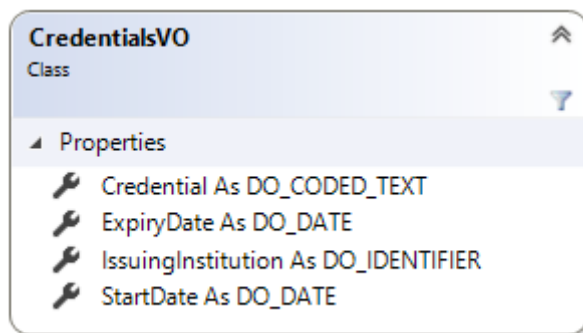 CredentialsVO
Class
Properties
Credential As DO_CODED_TEXT
ExpiryDate As DO_DATE
IssuingInstitution As DO_IDENTIFIER
StartDate As DO_DATE